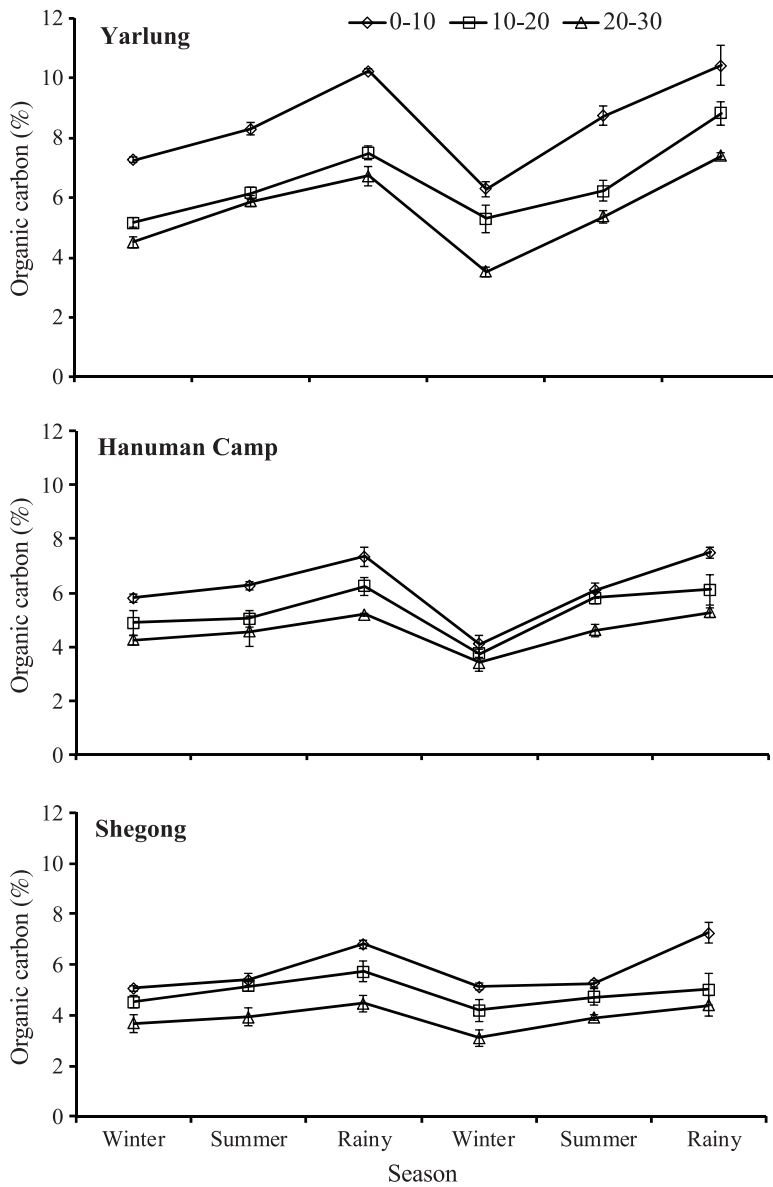 Yarlung
0-10 10-20 20-30
Organic carbon (%)
12
10
8
6
4
2
0
Hanuman Camp
Organic carbon (%)
12
10
8
6
4
2
0
Shegong
Organic carbon (%)
12
10
8
6
4
2
0
Winter Summer Rainy Winter Summer Rainy
Season